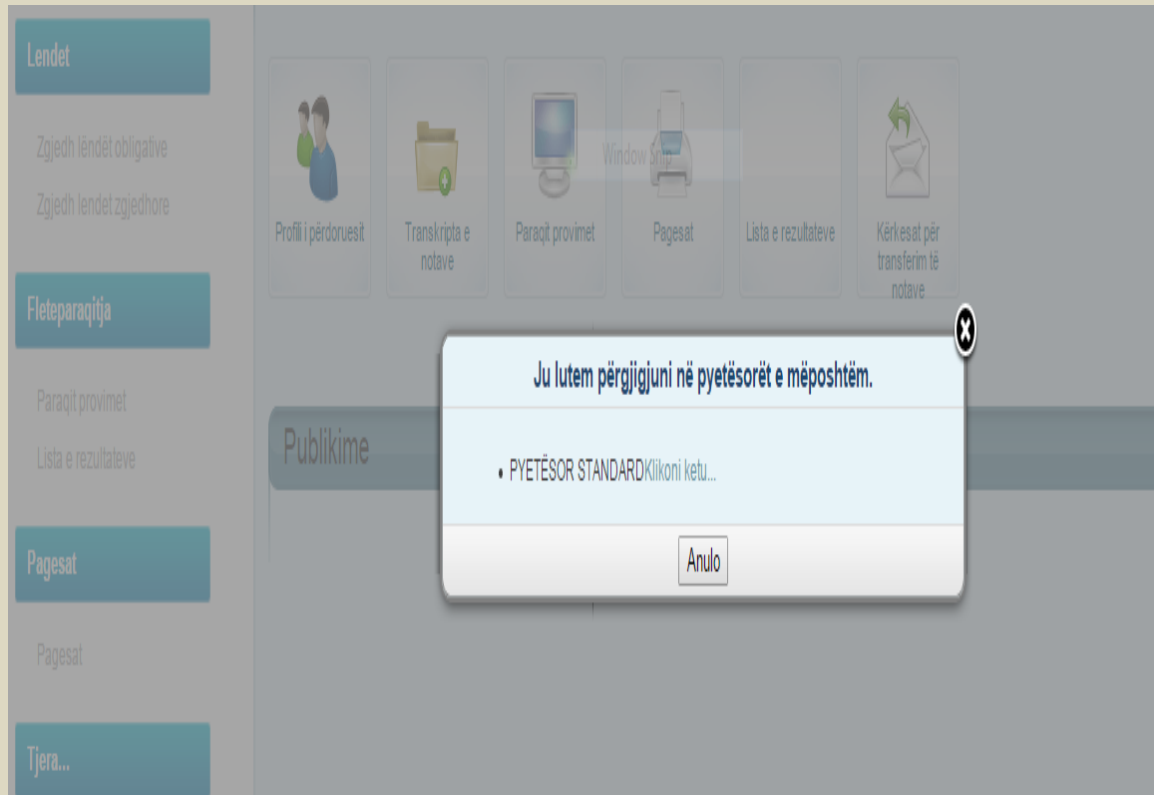 Lendet
Zgjedh lëndët obligative
Zgjedh lendet zgjedhore
Fleteparaqitja
Paraqit provimet
Lista e rezultateve
Pagesat
Pagesat
Tjera...
Profili i përdoruesit
Transkripta e
notave
Paraqit provimet
Pagesat
Lista e rezultateve
Kërkesat për
transferim të
notave
Window Snip
Publikime
Ju lutem përgjigjuni në pyetësorët e mëposhtëm.
• PYETËSOR STANDARDKlikoni ketu...
Anulo